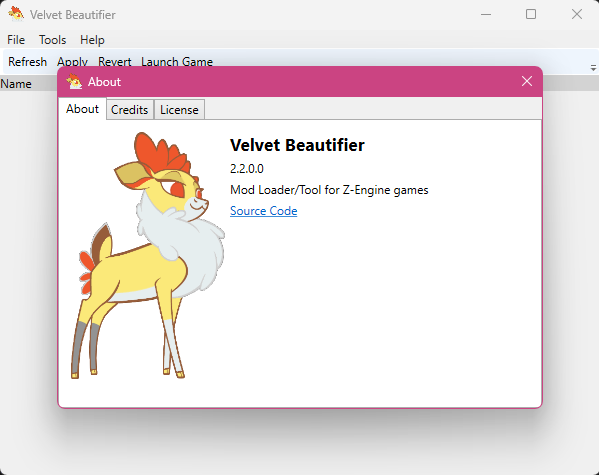 Velvet Beautifier
File Tools Help
Refresh Apply Revert Launch Game
Name
About
About Credits License
Velvet Beautifier
2.2.0.0
Mod Loader/Tool for Z-Engine games
Source Code